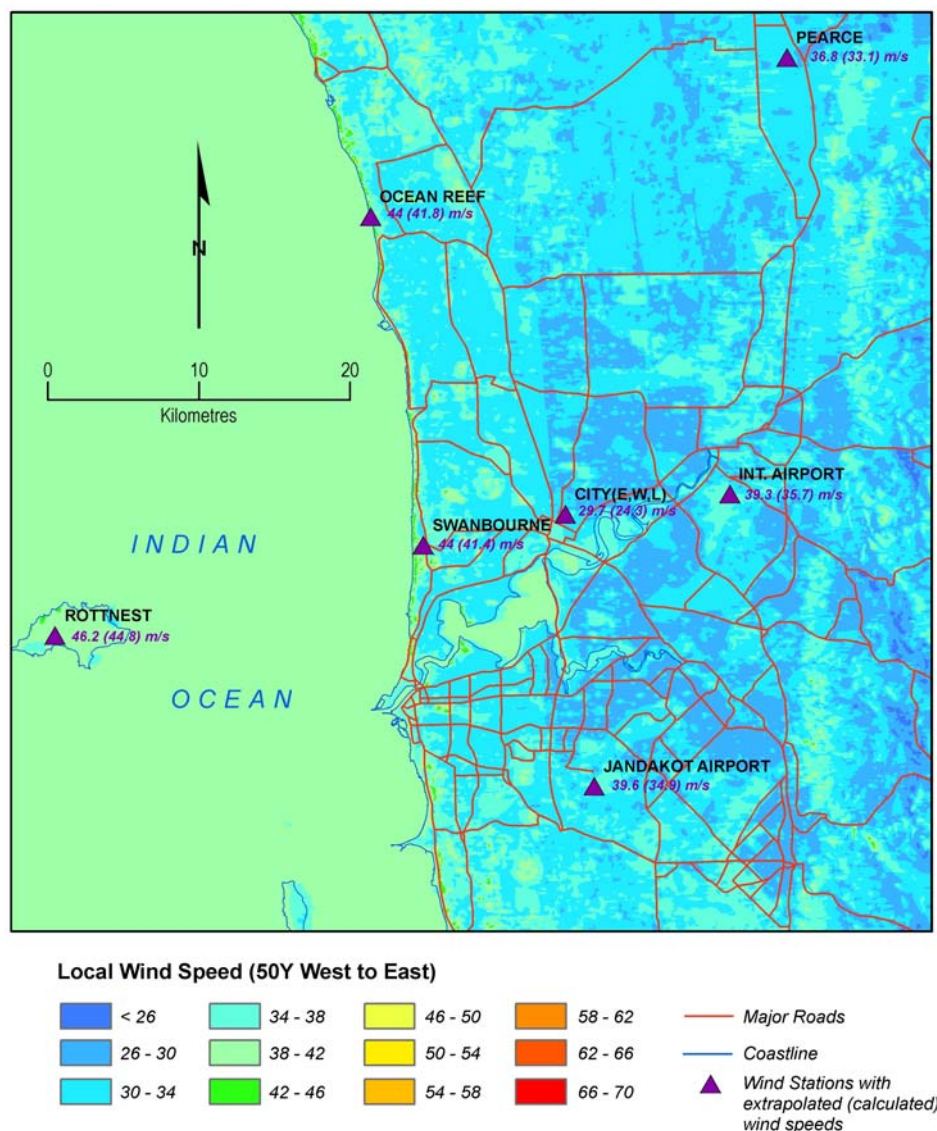 PEARCE
36.8 (33.1) m/s
OCEAN REEF
44 (41.8) m/s
N
0 10 20
Kilometres
INT. AIRPORT
39.3 (35.7) m/s
CITY(E,W,L)
29.7 (24.3) m/s
SWANBOURNE
44 (41.4) m/s
INDIAN
ROTTNEST
46.2 (44.8) m/s
OCEAN
JANDAKOT AIRPORT
39.6 (34.9) m/s
Local Wind Speed (50Y West to East)
< 26
26 - 30
30 - 34
34 - 38
38 - 42
42 - 46
46 - 50
50 - 54
54 - 58
58 - 62
62 - 66
66 - 70
Major Roads
Coastline
Wind Stations with
extrapolated (calculated)
wind speeds